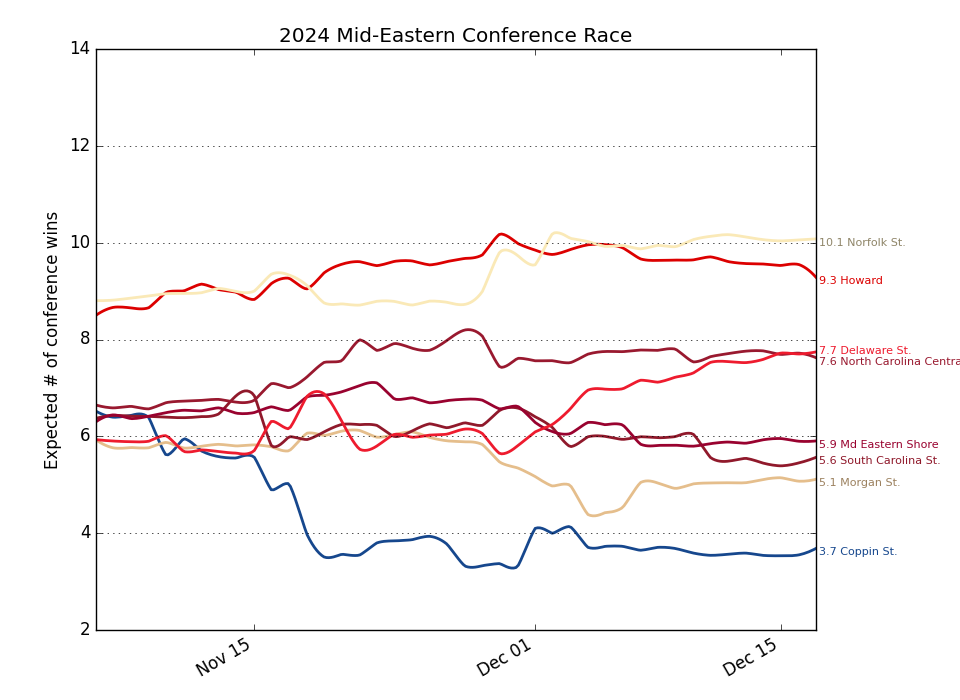 2024 Mid-Eastern Conference Race
Expected # of conference wins
14
12
10
8
6
4
2
Nov 15
Dec 01
Dec 15
10.1 Norfolk St.
9.3 Howard
7.7 Delaware St.
7.6 North Carolina Centra
5.9 Md Eastern Shore
5.6 South Carolina St.
5.1 Morgan St.
3.7 Coppin St.